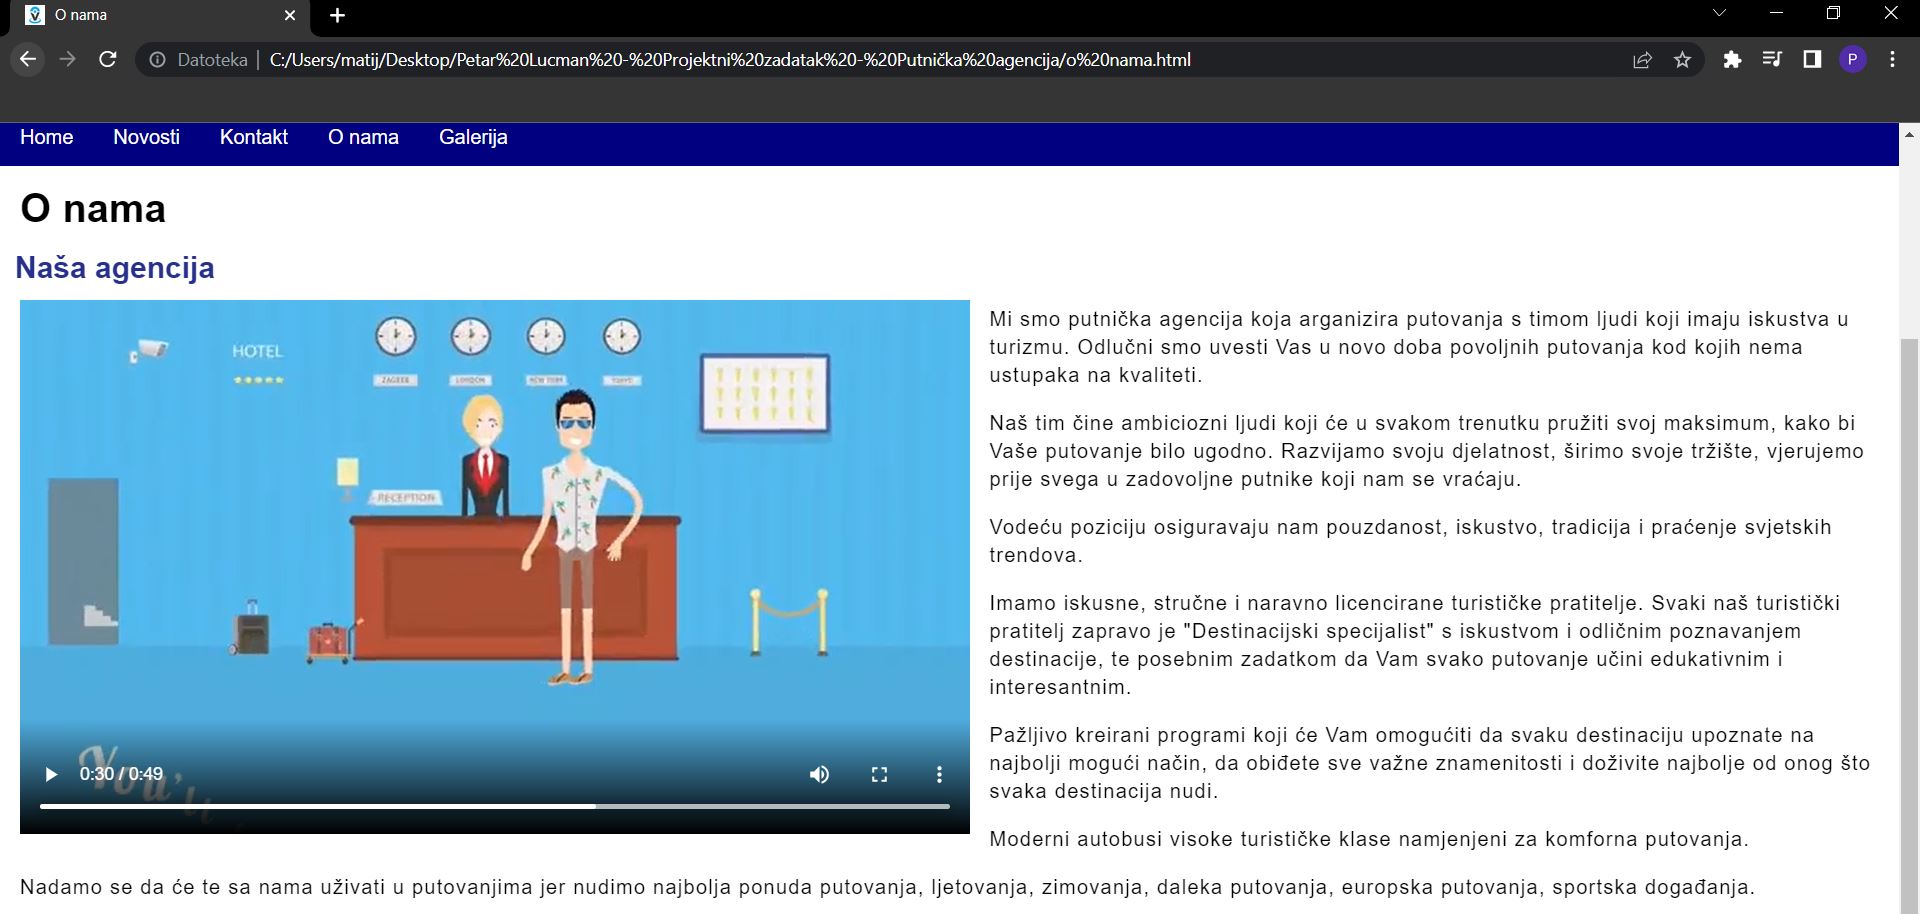 O nama
Datoteka
C:/Users/matij/Desktop/Petar%20Lucman%20-%20Projektni%20zadatak%20-%20Putnička%20agencija/o%20nama.html
P
Home Novosti Kontakt O nama Galerija
O nama
Naša agencija
HOTEL
ZAGREB LONDON NEW YORK TOKYO
RECEPTION
You'll
0:30 / 0:49
Mi smo putnička agencija koja arganizira putovanja s timom ljudi koji imaju iskustva u
turizmu. Odlučni smo uvesti Vas u novo doba povoljnih putovanja kod kojih nema
ustupaka na kvaliteti.
Naš tim čine ambiciozni ljudi koji će u svakom trenutku pružiti svoj maksimum, kako bi
Vaše putovanje bilo ugodno. Razvijamo svoju djelatnost, širimo svoje tržište, vjerujemo
prije svega u zadovoljne putnike koji nam se vraćaju.
Vodeću poziciju osiguravaju nam pouzdanost, iskustvo, tradicija i praćenje svjetskih
trendova.
Imamo iskusne, stručne i naravno licencirane turističke pratitelje. Svaki naš turistički
pratitelj zapravo je "Destinacijski specijalist" s iskustvom i odličnim poznavanjem
destinacije, te posebnim zadatkom da Vam svako putovanje učini edukativnim i
interesantnim.
Pažljivo kreirani programi koji će Vam omogućiti da svaku destinaciju upoznate na
najbolji mogući način, da obiđete sve važne znamenitosti i doživite najbolje od onog što
svaka destinacija nudi.
Moderni autobusi visoke turističke klase namjenjeni za komforna putovanja.
Nadamo se da će te sa nama uživati u putovanjima jer nudimo najbolja ponuda putovanja, ljetovanja, zimovanja, daleka putovanja, europska putovanja, sportska događanja.